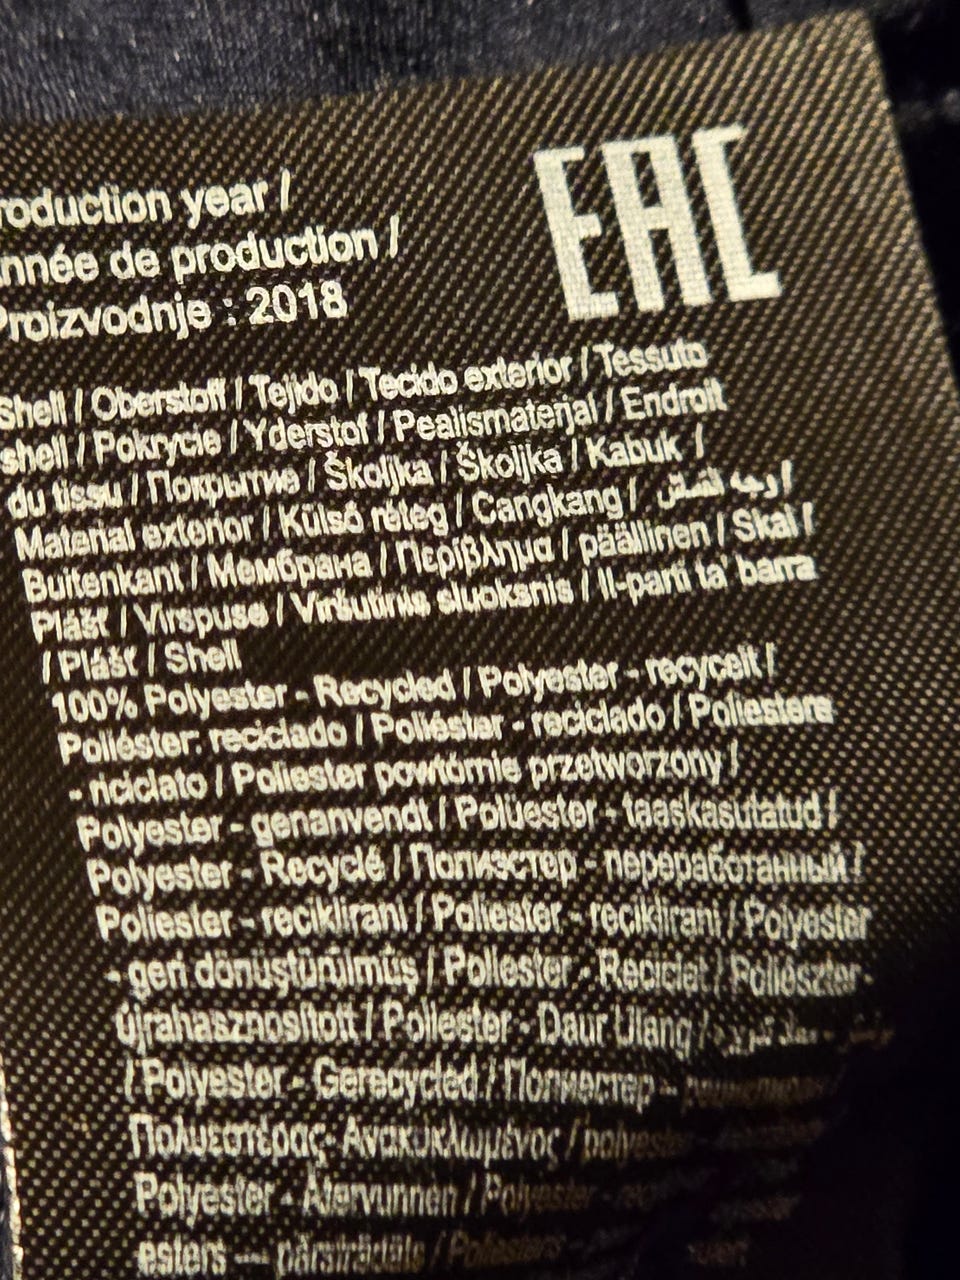 EAC
roduction year /
nnée de production /
Proizvodnje : 2018
Shell / Oberstoff / Tejido / Tecido exterior / Tessuto
shell / Pokrycie / Yderstof / Pealismaterjal / Endroit
du tissu / Покрытие / Školjka / Školjka / Kabuk /
Material exterior / Külsó réteg / Cangkang / وجه القماش /
Buitenkant / Мембрана / Περίβλημα / päällinen / Skal /
Plášť / Virspuse / Viršutinis sluoksnis / Il-parti ta' barra
/ Plášť / Shell
100% Polyester - Recycled / Polyester - recycelt /
Poliéster: reciclado / Poliéster - reciclado / Poliestere
- riciclato / Poliester powtórnie przetworzony /
Polyester - genanvendt / Polüester - taaskasutatud /
Polyester - Recyclé / Полиэстер - переработанный /
Poliester - reciklirani / Poliester - reciklirani / Polyester
- geri dönüştürülmüş / Poliester - Reciclat / Poliészter-
újrahasznosított / Poliester - Daur Ulang /
/ Polyester - Gerecycled / Полиестер -
Πολυεστέρας- Ανακυκλωμένος / polyester -
Polyester - Återvunnen / Polyester -
esters — pārstrādāts / Poliesteris -